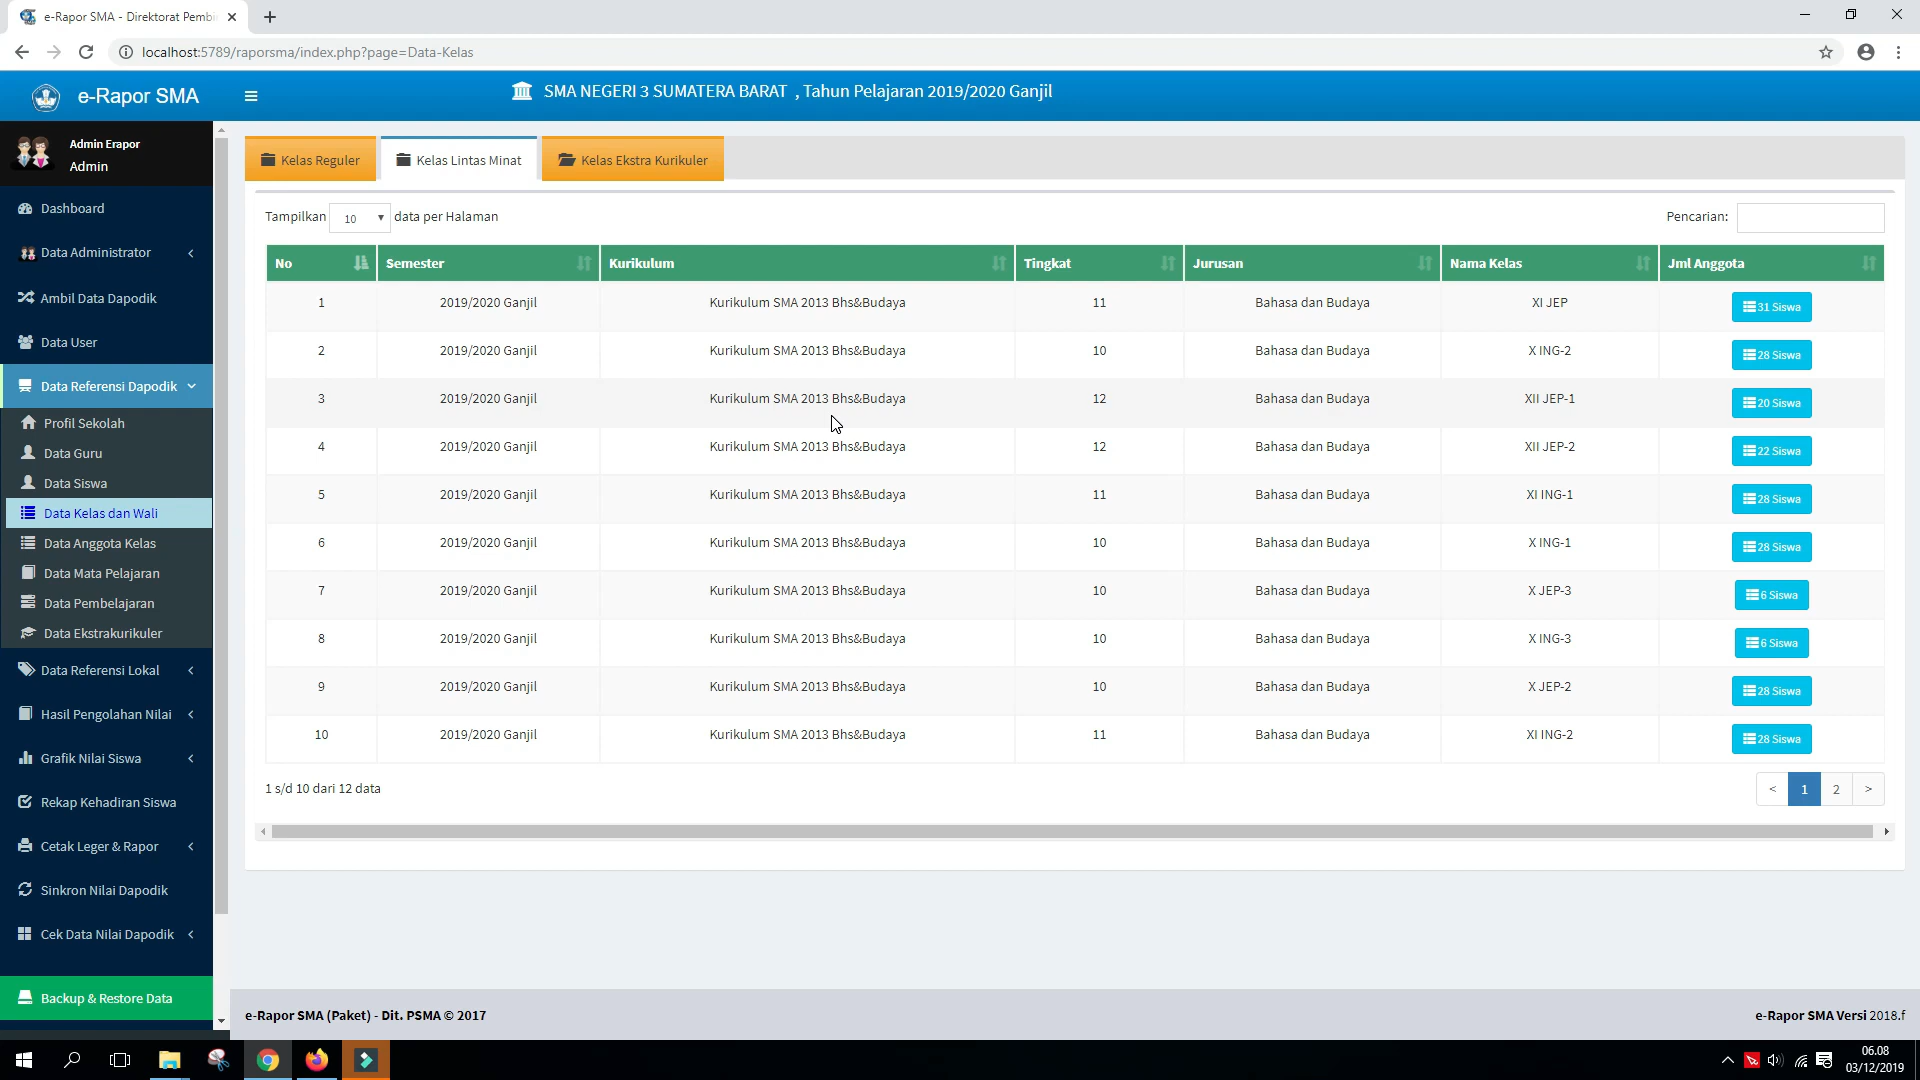 e-Rapor SMA - Direktorat Pembi
localhost:5789/raporsma/index.php?page=Data-Kelas
e-Rapor SMA
SMA NEGERI 3 SUMATERA BARAT , Tahun Pelajaran 2019/2020 Ganjil
Admin Erapor
Admin
Dashboard
Data Administrator
Ambil Data Dapodik
Data User
Data Referensi Dapodik
Profil Sekolah
Data Guru
Data Siswa
Data Kelas dan Wali
Data Anggota Kelas
Data Mata Pelajaran
Data Pembelajaran
Data Ekstrakurikuler
Data Referensi Lokal
Hasil Pengolahan Nilai
Grafik Nilai Siswa
Rekap Kehadiran Siswa
Cetak Leger & Rapor
Sinkron Nilai Dapodik
Cek Data Nilai Dapodik
Backup & Restore Data
Kelas Reguler Kelas Lintas Minat Kelas Ekstra Kurikuler
Tampilkan 10 data per Halaman Pencarian:
No Semester Kurikulum Tingkat Jurusan Nama Kelas Jml Anggota
1 2019/2020 Ganjil Kurikulum SMA 2013 Bhs&Budaya 11 Bahasa dan Budaya XI JEP 31 Siswa
2 2019/2020 Ganjil Kurikulum SMA 2013 Bhs&Budaya 10 Bahasa dan Budaya X ING-2 28 Siswa
3 2019/2020 Ganjil Kurikulum SMA 2013 Bhs&Budaya 12 Bahasa dan Budaya XII JEP-1 20 Siswa
4 2019/2020 Ganjil Kurikulum SMA 2013 Bhs&Budaya 12 Bahasa dan Budaya XII JEP-2 22 Siswa
5 2019/2020 Ganjil Kurikulum SMA 2013 Bhs&Budaya 11 Bahasa dan Budaya XI ING-1 28 Siswa
6 2019/2020 Ganjil Kurikulum SMA 2013 Bhs&Budaya 10 Bahasa dan Budaya X ING-1 28 Siswa
7 2019/2020 Ganjil Kurikulum SMA 2013 Bhs&Budaya 10 Bahasa dan Budaya X JEP-3 6 Siswa
8 2019/2020 Ganjil Kurikulum SMA 2013 Bhs&Budaya 10 Bahasa dan Budaya X ING-3 6 Siswa
9 2019/2020 Ganjil Kurikulum SMA 2013 Bhs&Budaya 10 Bahasa dan Budaya X JEP-2 28 Siswa
10 2019/2020 Ganjil Kurikulum SMA 2013 Bhs&Budaya 11 Bahasa dan Budaya XI ING-2 28 Siswa
1 s/d 10 dari 12 data < 1 2 >
e-Rapor SMA (Paket) - Dit. PSMA © 2017 e-Rapor SMA Versi 2018.f
06.08
03/12/2019